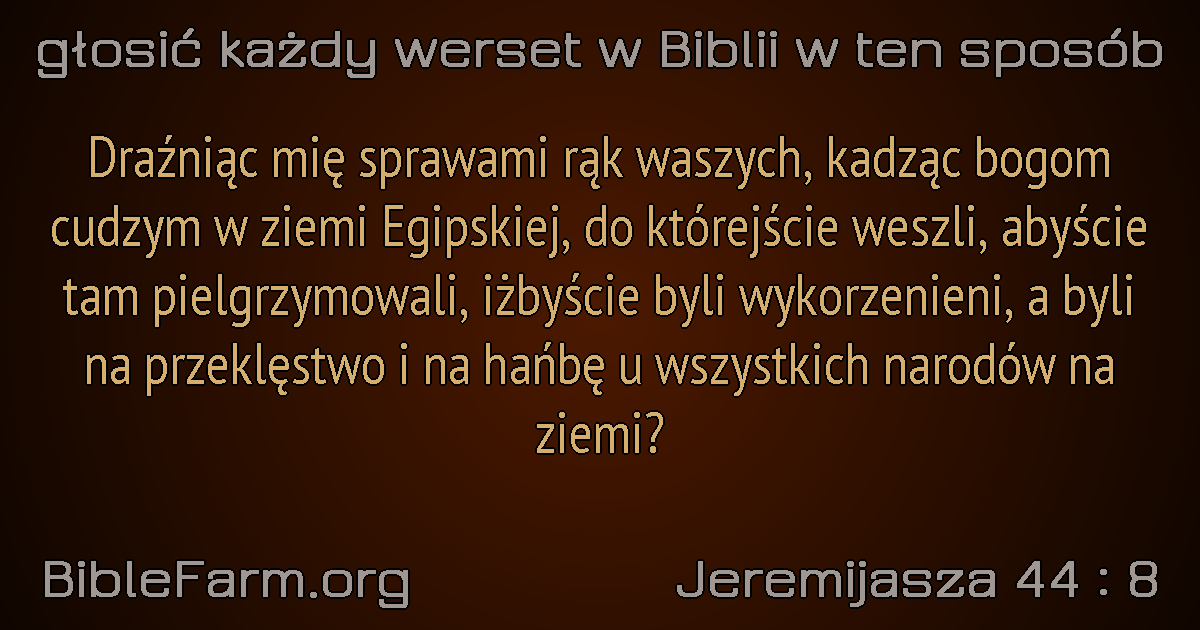 głosić każdy werset w Biblii w ten sposób
Draźniąc mię sprawami rąk waszych, kadząc bogom
cudzym w ziemi Egipskiej, do którejście weszli, abyście
tam pielgrzymowali, iżbyście byli wykorzenieni, a byli
na przeklęstwo i na hańbę u wszystkich narodów na
ziemi?
BibleFarm.org
Jeremijasza 44 : 8